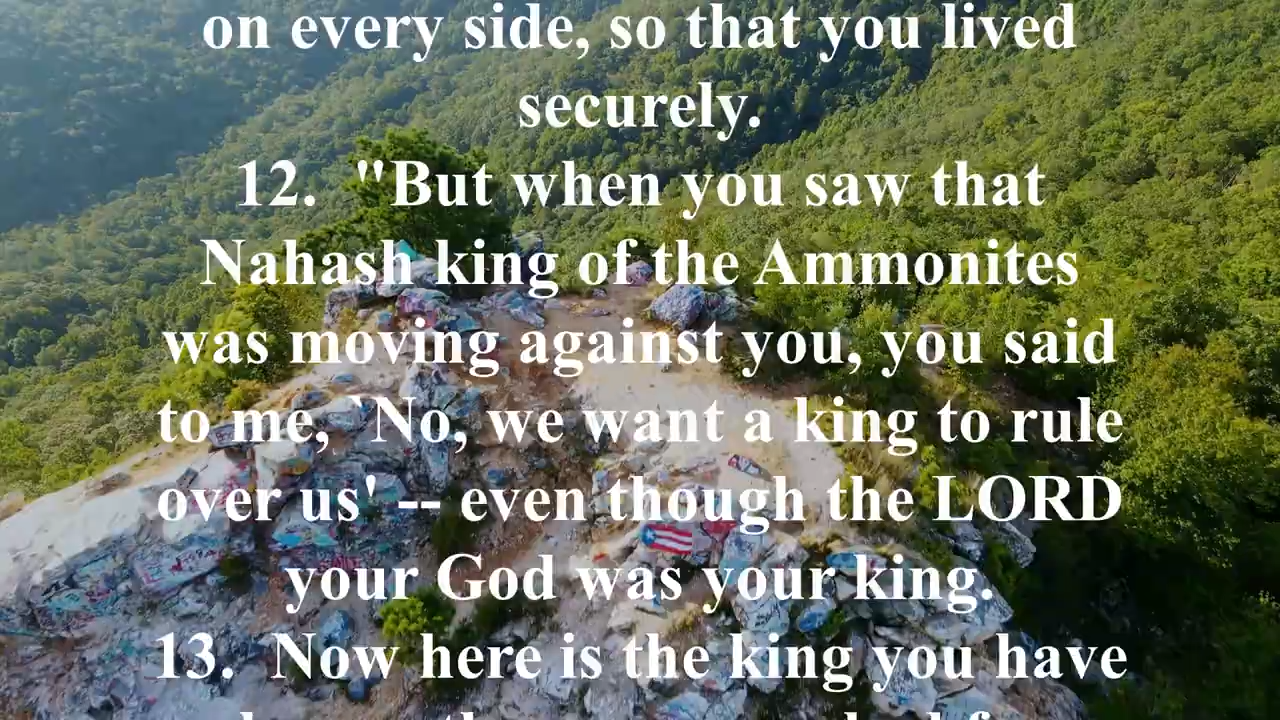 on every side, so that you lived
securely.
12. "But when you saw that
Nahash king of the Ammonites
was moving against you, you said
to me, `No, we want a king to rule
over us' -- even though the LORD
your God was your king.
13. Now here is the king you have